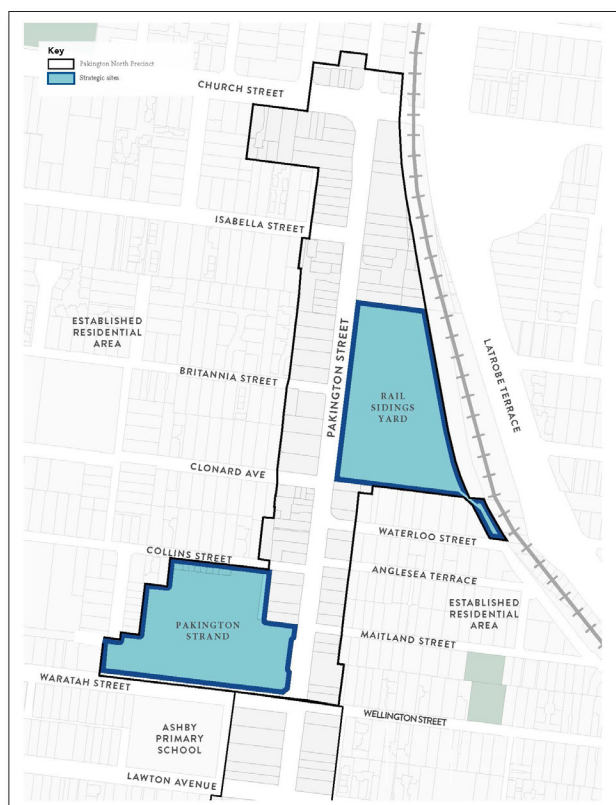 Key
Pakington North Precinct
Strategic sites
CHURCH STREET
ISABELLA STREET
ESTABLISHED
RESIDENTIAL
AREA
BRITANNIA STREET
PAKINGTON STREET
RAIL
SIDINGS
YARD
LATROBE TERRACE
CLONARD AVE
WATERLOO STREET
COLLINS STREET
ANGLESEA TERRACE
ESTABLISHED
RESIDENTIAL
AREA
PAKINGTON
STRAND
MAITLAND STREET
WARATAH STREET
WELLINGTON STREET
ASHBY
PRIMARY
SCHOOL
LAWTON AVENUE